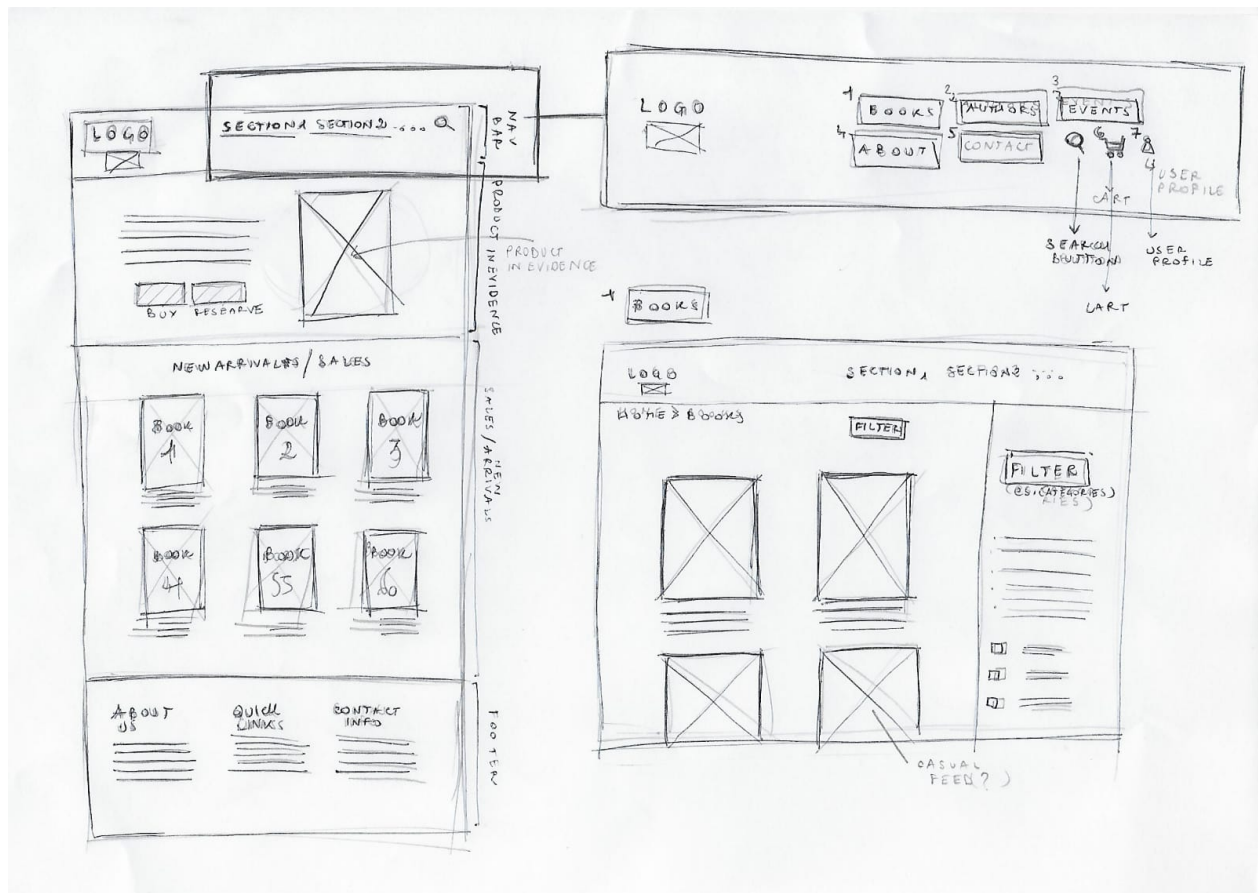 LOGO
SECTION1 SECTION2 ....
NAV
BAR
PRODUCT IN EVIDENCE
PRODUCT
IN EVIDENCE
BUY RESERVE
NEW ARRIVALES/SALES
BOOK
1
BOOK
2
BOOK
3
BOOK
4
BOOK
5
BOOK
6
SALES/NEW
ARRIVALS
ABOUT
US
QUICK
LINKS
CONTACT
INFO
FOOTER
LOGO
1 BOOKS
2 AUTHORS
3 EVENTS
4 ABOUT
5 CONTACT
6
7
USER
PROFILE
CART
SEARCH
BUTTON
USER
PROFILE
CART
1 BOOKS
LOGO
SECTION1 SECTION2 ...
HOME > BOOKS
FILTER
FILTER
(ES. CATEGORIES)
RIES)
CASUAL
FEED(?)